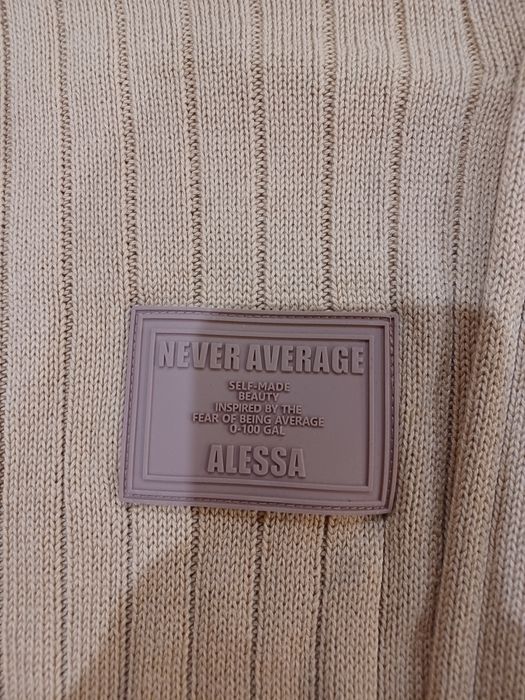 NEVER AVERAGE
SELF-MADE
BEAUTY
INSPIRED BY THE
FEAR OF BEING AVERAGE
0-100 GAL
ALESSA